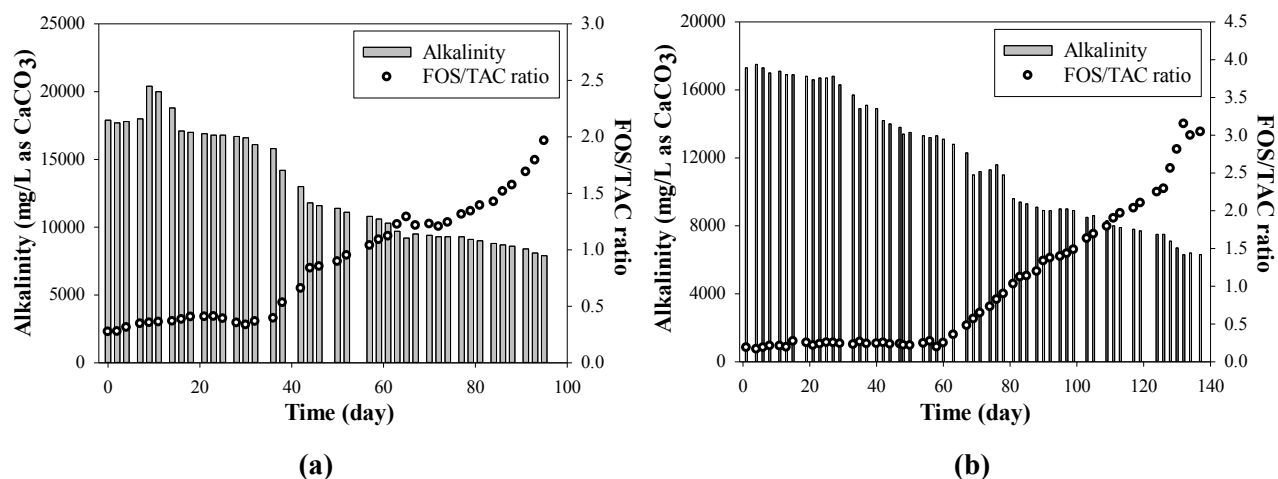 (a)
Alkalinity (mg/L as CaCO3)
25000
20000
15000
10000
5000
0
Alkalinity
FOS/TAC ratio
3.0
2.5
2.0
1.5
1.0
0.5
0.0
FOS/TAC ratio
0 20 40 60 80 100
Time (day)
(a)
(b)
Alkalinity (mg/L as CaCO3)
20000
16000
12000
8000
4000
0
Alkalinity
FOS/TAC ratio
4.5
4.0
3.5
3.0
2.5
2.0
1.5
1.0
0.5
0.0
FOS/TAC ratio
0 20 40 60 80 100 120 140
Time (day)
(b)